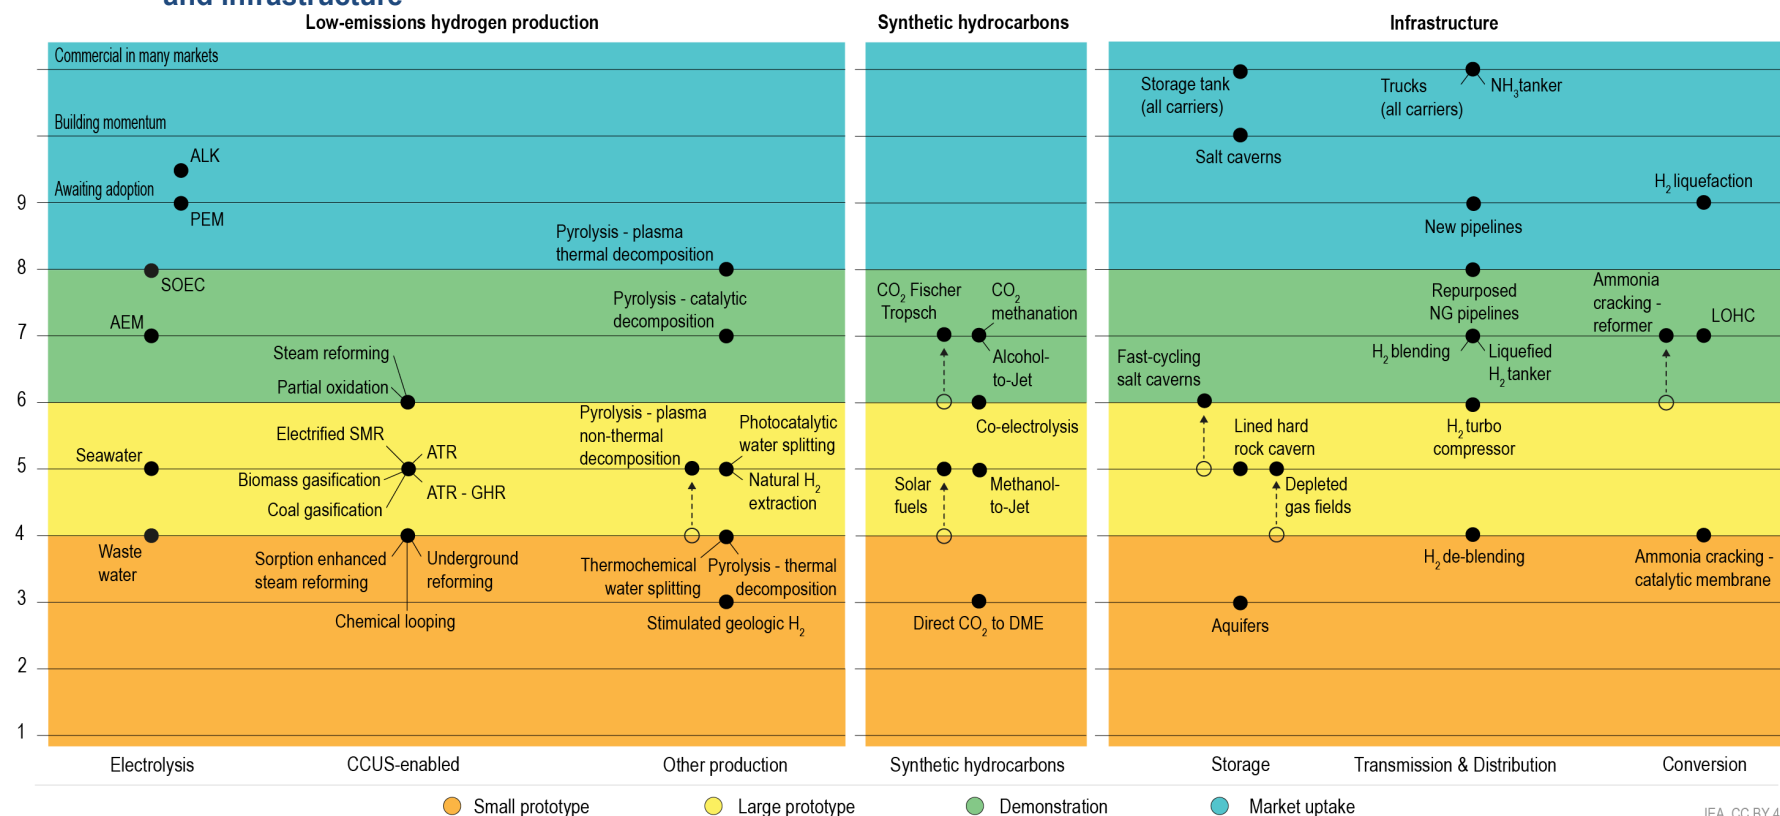 and infrastructure
Low-emissions hydrogen production
Synthetic hydrocarbons
Infrastructure
Commercial in many markets
Building momentum
Awaiting adoption
9
8
7
6
5
4
3
2
1
ALK
PEM
SOEC
AEM
Seawater
Waste
water
Steam reforming
Partial oxidation
Electrified SMR
ATR
Biomass gasification
ATR - GHR
Coal gasification
Sorption enhanced
steam reforming
Underground
reforming
Chemical looping
Pyrolysis - plasma
thermal decomposition
Pyrolysis - catalytic
decomposition
Pyrolysis - plasma
non-thermal
decomposition
Photocatalytic
water splitting
Natural H2
extraction
Thermochemical
water splitting
Pyrolysis - thermal
decomposition
Stimulated geologic H2
CO2 Fischer
Tropsch
CO2
methanation
Alcohol-
to-Jet
Co-electrolysis
Solar
fuels
Methanol-
to-Jet
Direct CO2 to DME
Storage tank
(all carriers)
Salt caverns
Fast-cycling
salt caverns
Lined hard
rock cavern
Depleted
gas fields
Aquifers
Trucks
(all carriers)
NH3tanker
New pipelines
Repurposed
NG pipelines
H2 blending
Liquefied
H2 tanker
H2 turbo
compressor
H2 de-blending
H2 liquefaction
Ammonia
cracking -
reformer
LOHC
Ammonia cracking -
catalytic membrane
Electrolysis
CCUS-enabled
Other production
Synthetic hydrocarbons
Storage
Transmission & Distribution
Conversion
Small prototype
Large prototype
Demonstration
Market uptake
IEA. CC BY 4